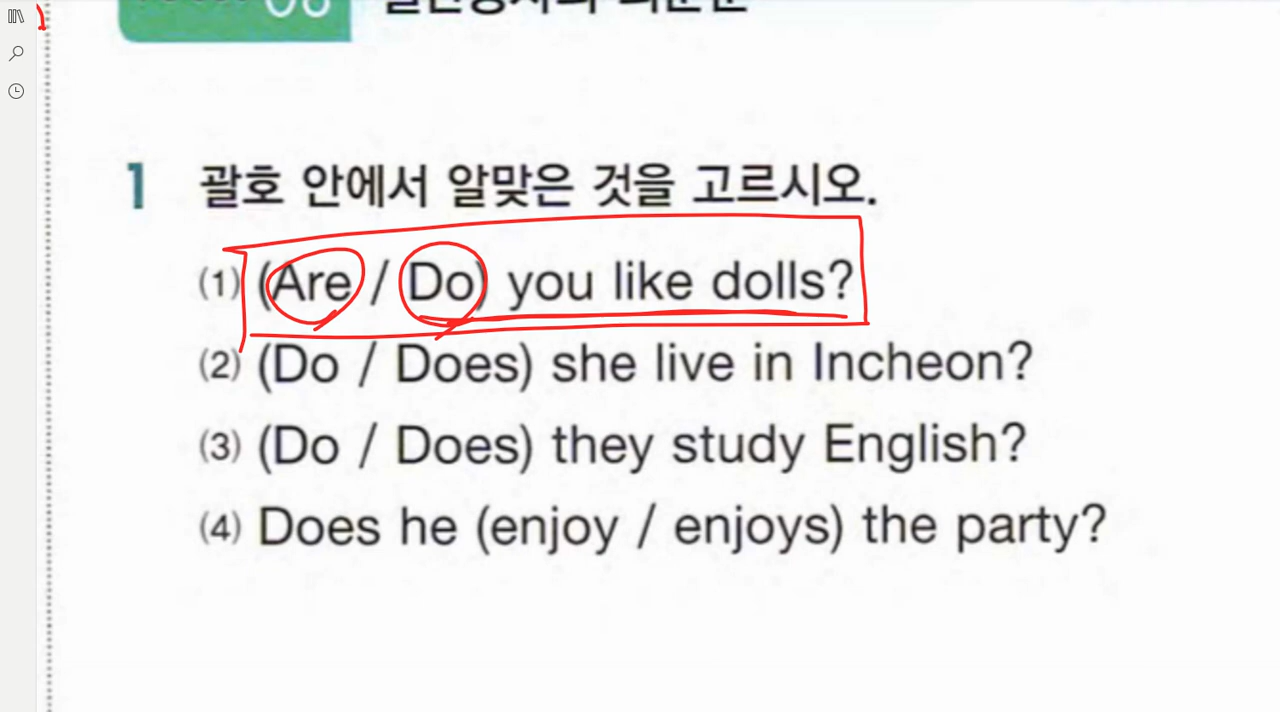 1 괄호 안에서 알맞은 것을 고르시오.
(1) (Are / Do) you like dolls?
(2) (Do / Does) she live in Incheon?
(3) (Do / Does) they study English?
(4) Does he (enjoy / enjoys) the party?